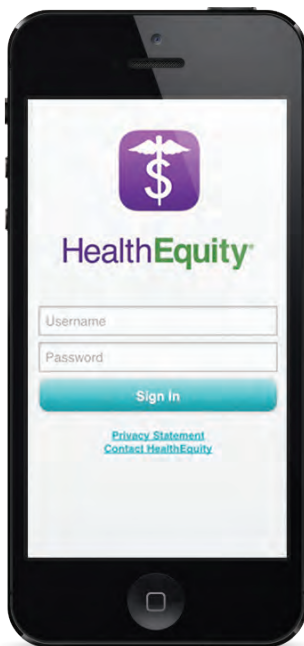 HealthEquity®
Username
Password
Sign In
Privacy Statement
Contact HealthEquity